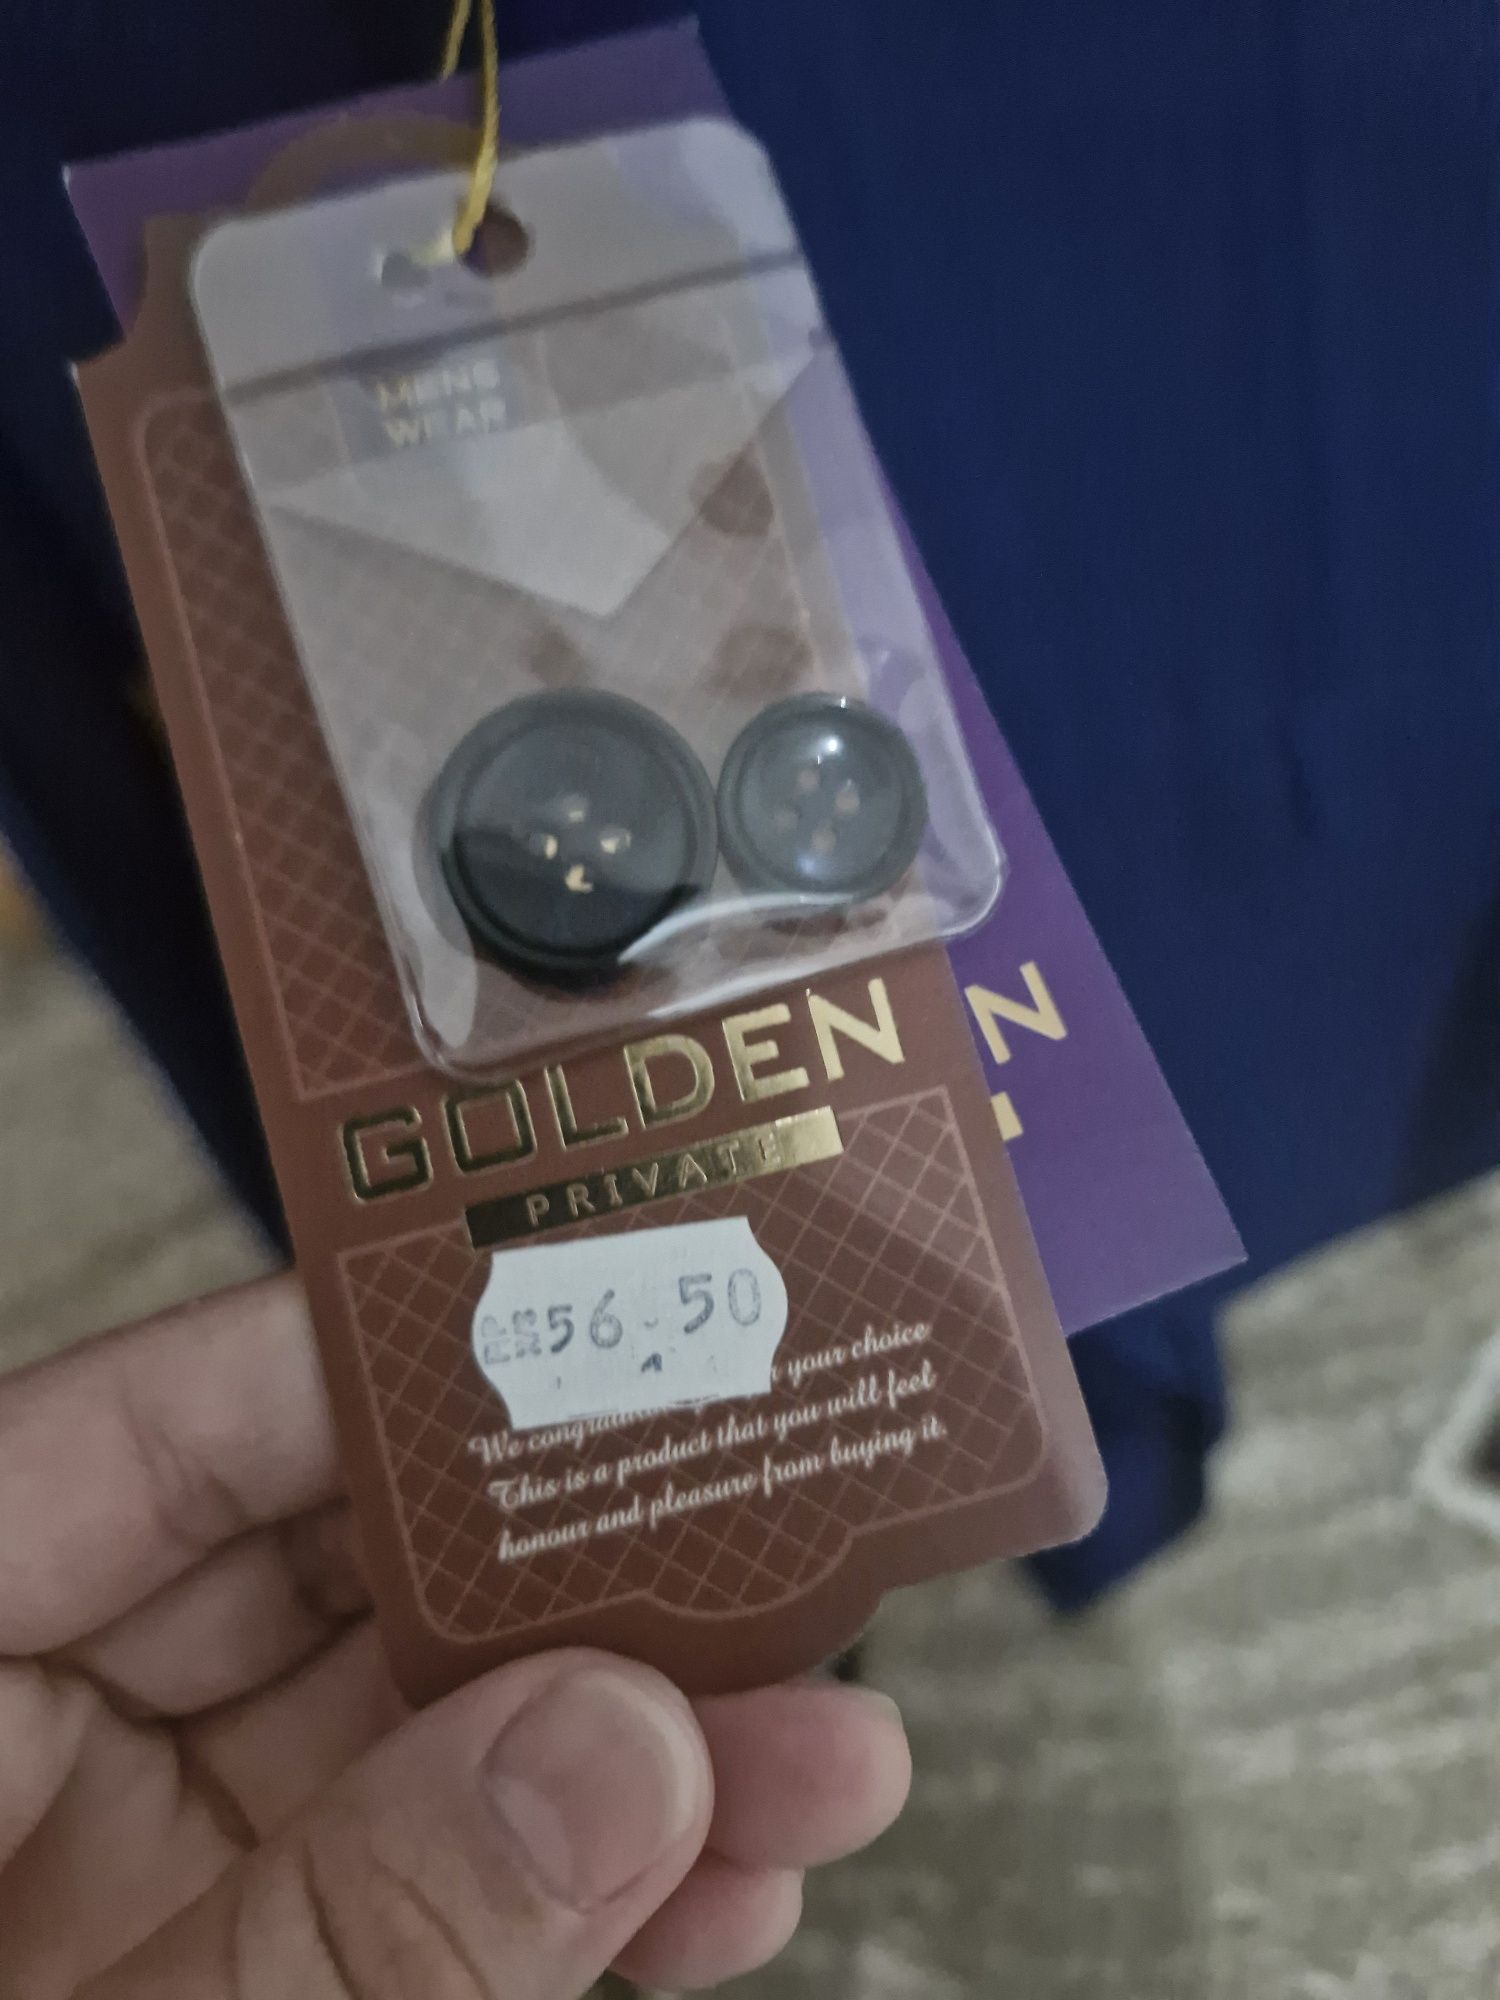 MENS
WEAR
GOLDEN
PRIVATE
N
56.50
your choice
We
This is a product that you will feel
honour and pleasure from buying it.